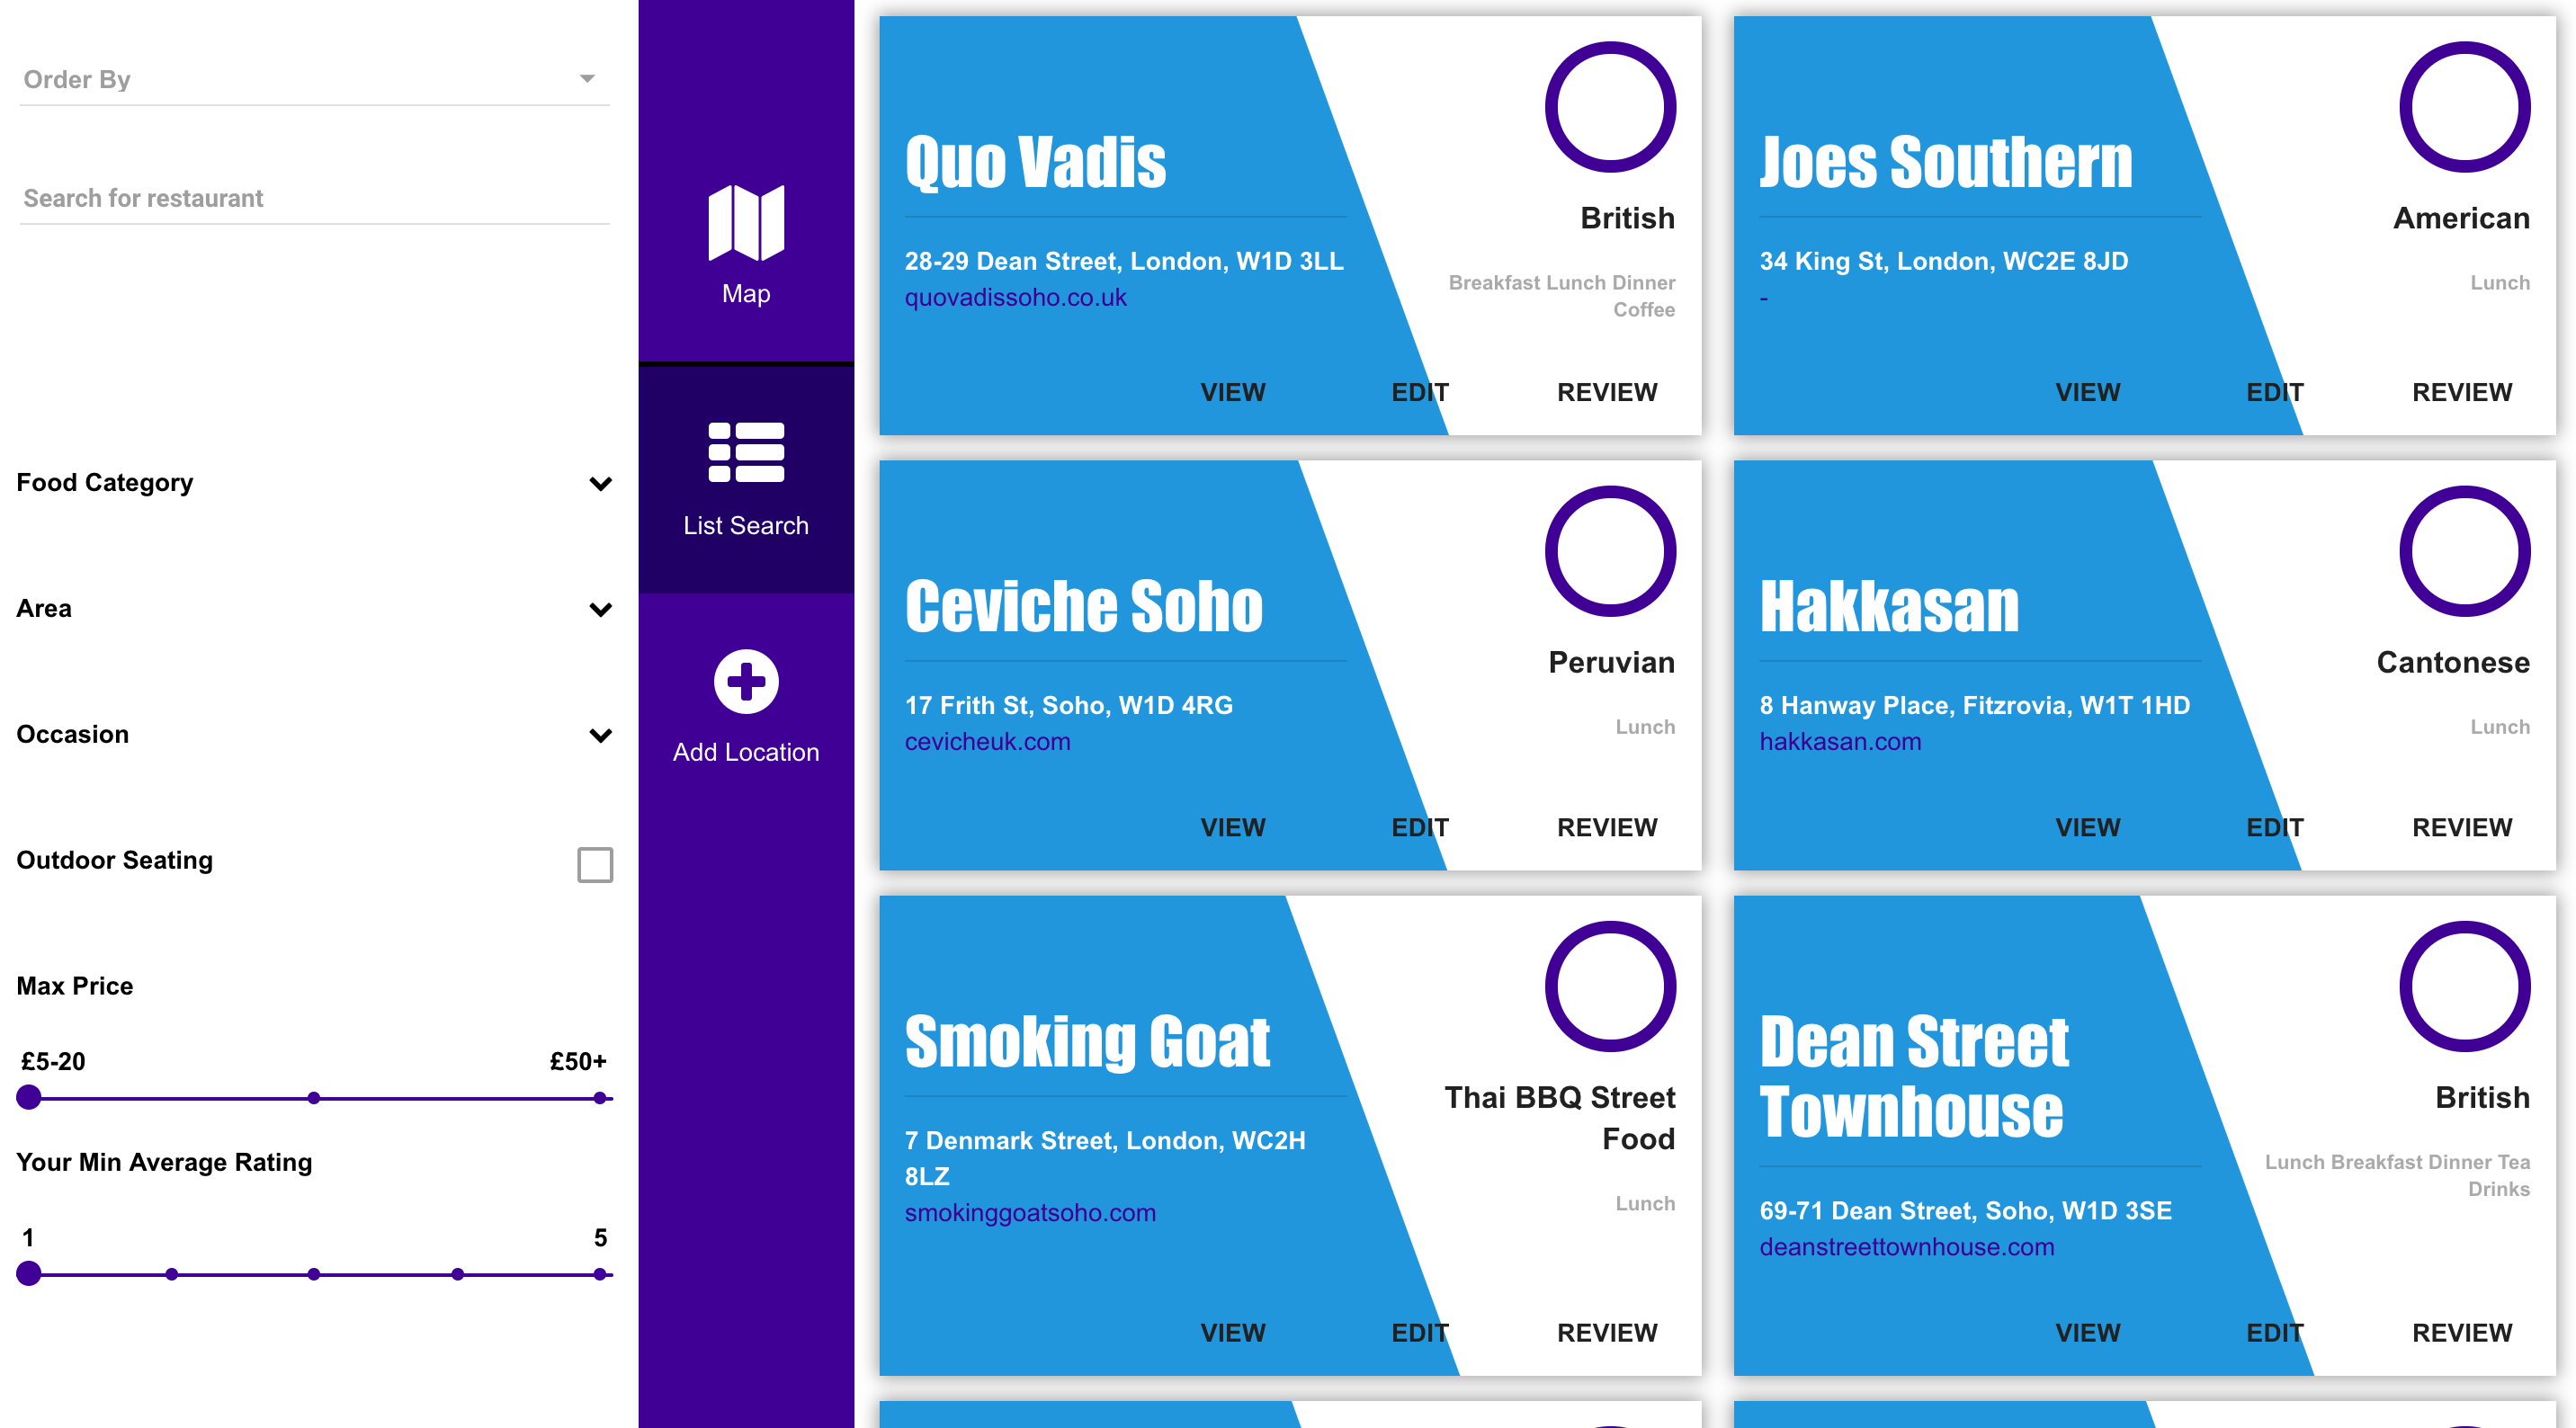 Order By
Search for restaurant
Food Category
Area
Occasion
Outdoor Seating
Max Price
£5-20 £50+
Your Min Average Rating
1 5
Map
List Search
Add Location
Quo Vadis
28-29 Dean Street, London, W1D 3LL
quovadissoho.co.uk
British
Breakfast Lunch Dinner
Coffee
VIEW EDIT REVIEW
Joes Southern
34 King St, London, WC2E 8JD
-
American
Lunch
VIEW EDIT REVIEW
Ceviche Soho
17 Frith St, Soho, W1D 4RG
cevicheuk.com
Peruvian
Lunch
VIEW EDIT REVIEW
Hakkasan
8 Hanway Place, Fitzrovia, W1T 1HD
hakkasan.com
Cantonese
Lunch
VIEW EDIT REVIEW
Smoking Goat
7 Denmark Street, London, WC2H
8LZ
smokinggoatsoho.com
Thai BBQ Street
Food
Lunch
VIEW EDIT REVIEW
Dean Street
Townhouse
69-71 Dean Street, Soho, W1D 3SE
deanstreettownhouse.com
British
Lunch Breakfast Dinner Tea
Drinks
VIEW EDIT REVIEW